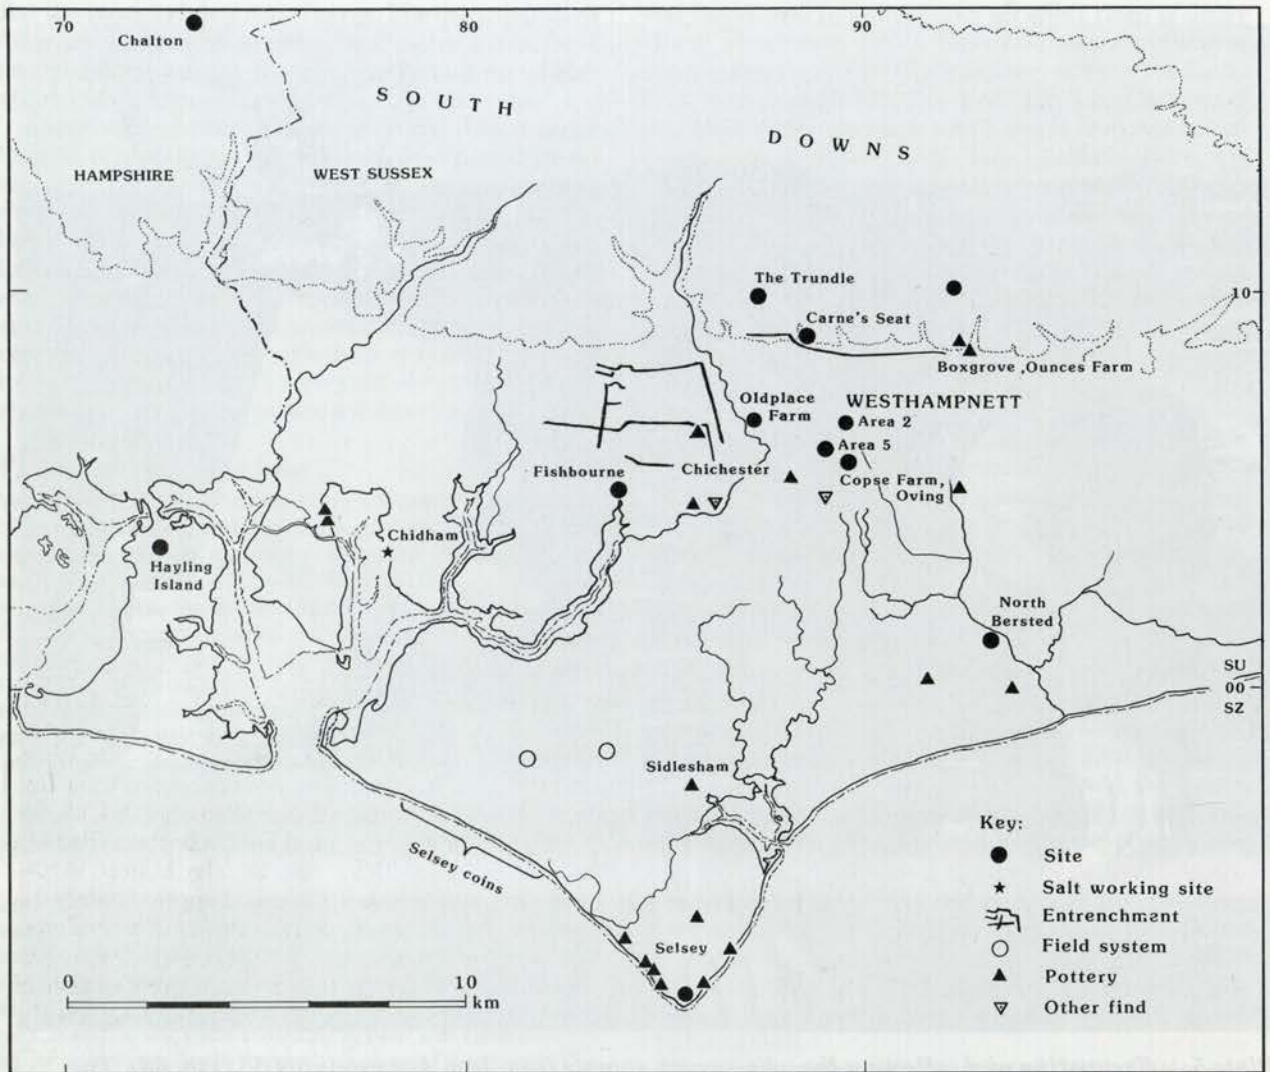 70
80
90
Chalton
SOUTH
DOWNS
HAMPSHIRE
WEST SUSSEX
The Trundle
10
Carne's Seat
Boxgrove ,Ounces Farm
Oldplace
Farm
WESTHAMPNETT
Area 2
Area 5
Fishbourne
Chichester
Copse Farm,
Oving
Chidham
Hayling
Island
North
Bersted
SU
00
SZ
Sidlesham
Selsey coins
Selsey
Key:
Site
Salt working site
Entrenchment
Field system
Pottery
Other find
0
10
km